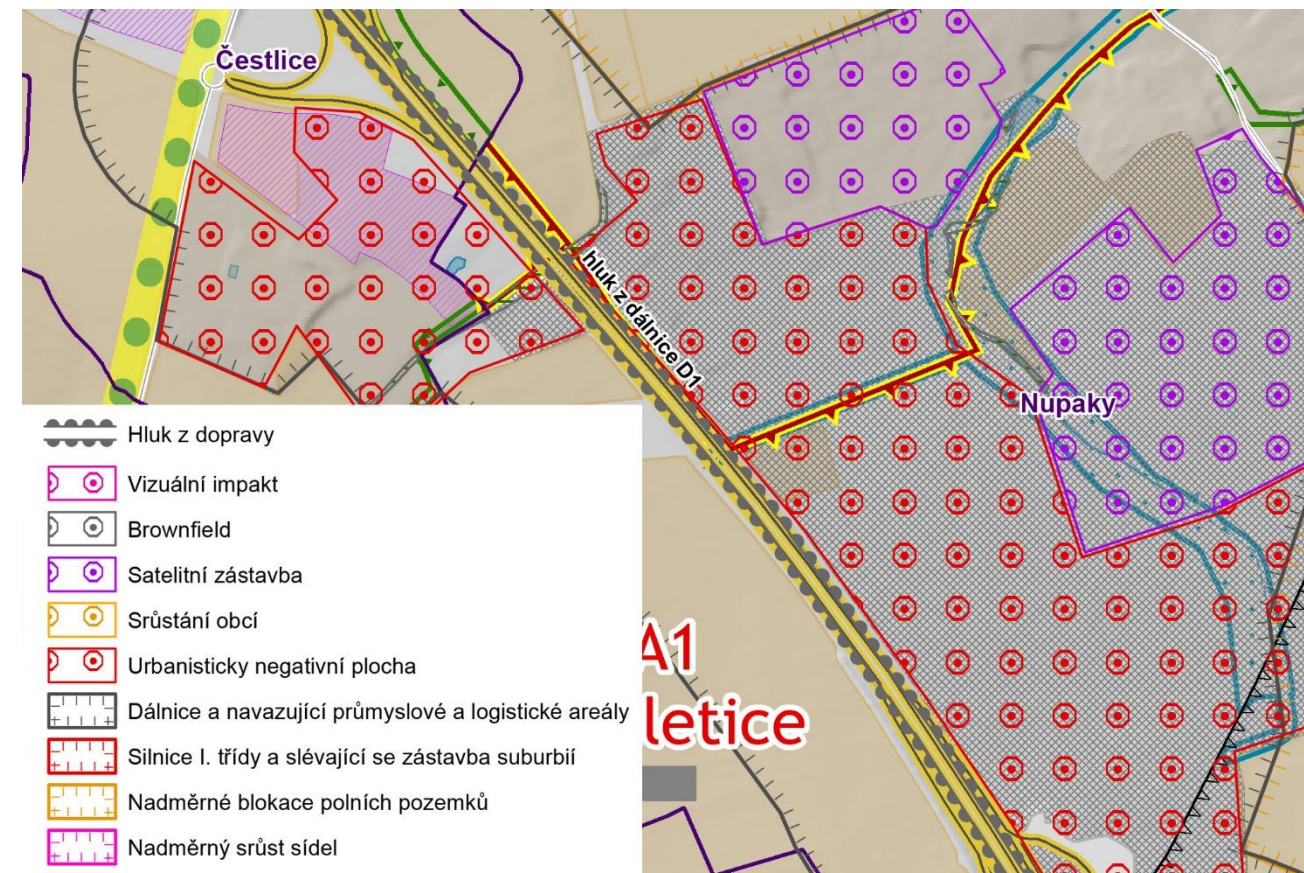 Čestlice
hluk z dálnice D1
Nupaky
A1
letice
Hluk z dopravy
Vizuální impakt
Brownfield
Satelitní zástavba
Srůstání obcí
Urbanisticky negativní plocha
Dálnice a navazující průmyslové a logistické areály
Silnice I. třídy a slévající se zástavba suburbií
Nadměrné blokace polních pozemků
Nadměrný srůst sídel